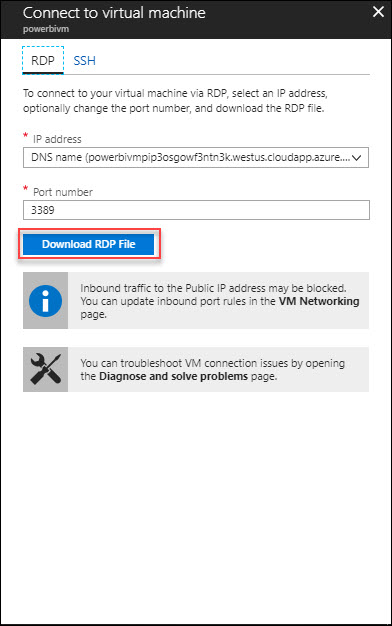 Connect to virtual machine
powerbivm
RDP SSH
To connect to your virtual machine via RDP, select an IP address,
optionally change the port number, and download the RDP file.
* IP address
DNS name (powerbivmpip3osgowf3ntn3k.westus.cloudapp.azure....
* Port number
3389
Download RDP File
Inbound traffic to the Public IP address may be blocked.
You can update inbound port rules in the VM Networking
page.
You can troubleshoot VM connection issues by opening
the Diagnose and solve problems page.